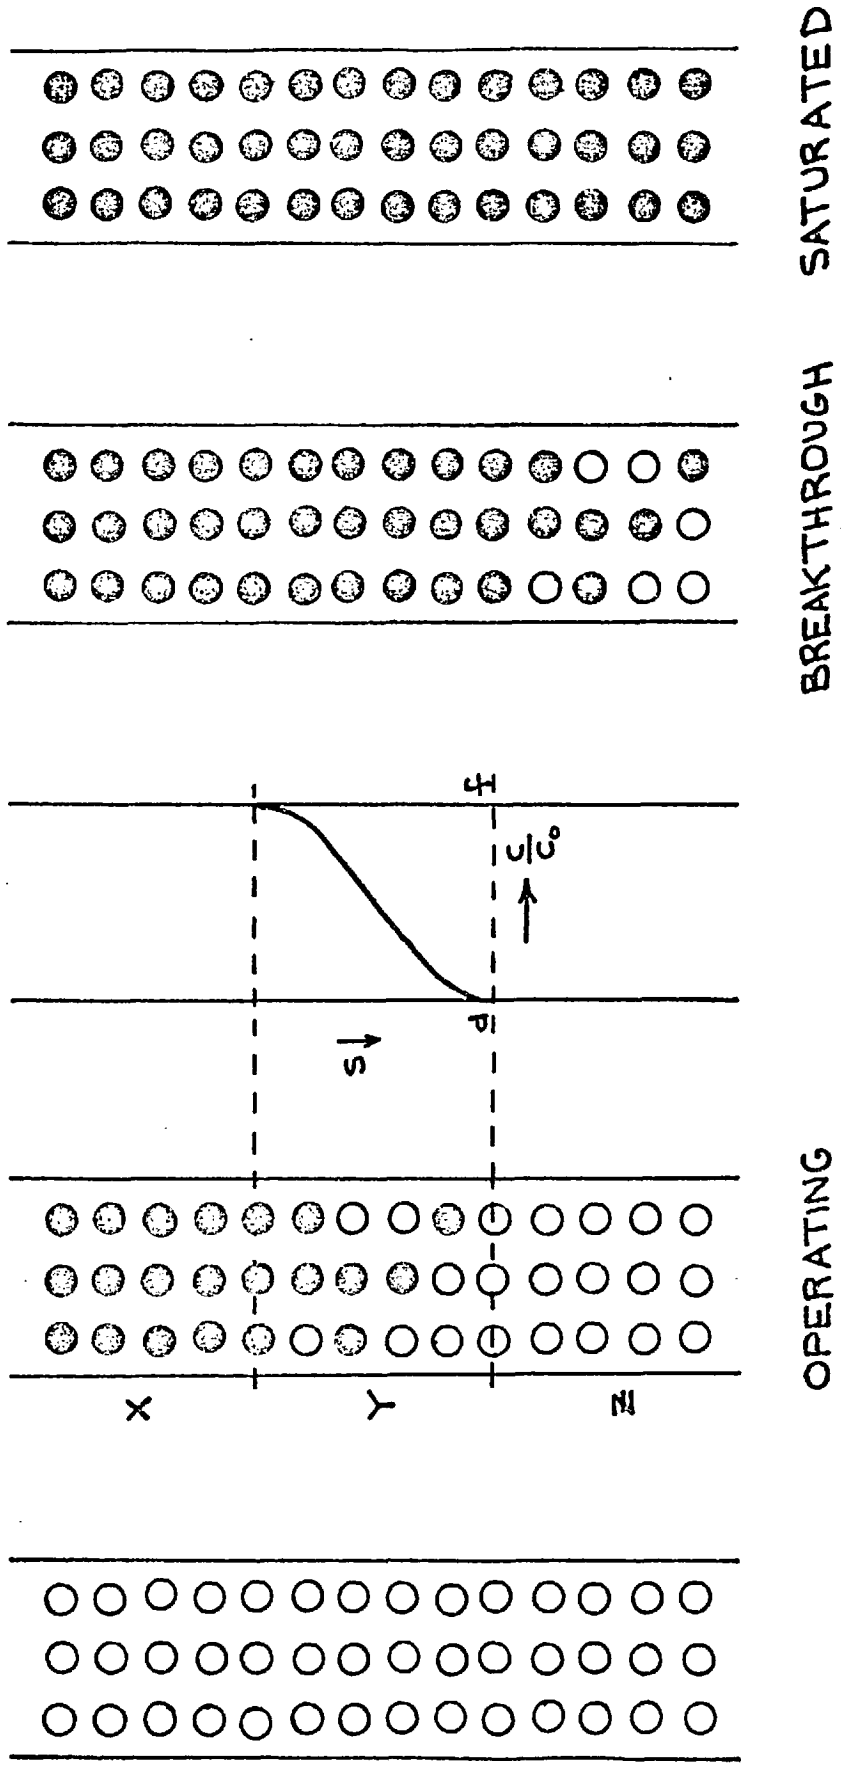 X
Y
Z
S →
→ C/C₀
OPERATING
BREAKTHROUGH
SATURATED